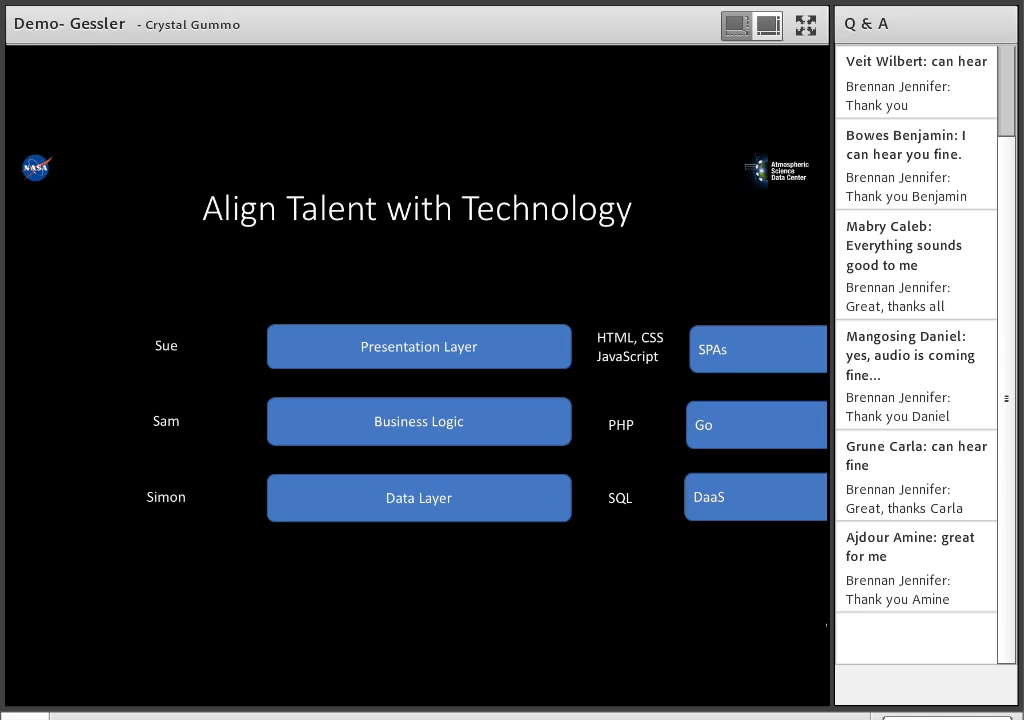 Demo- Gessler - Crystal Gummo
NASA
Atmospheric
Science
Data Center
Align Talent with Technology
Sue
Presentation Layer
HTML, CSS
JavaScript
SPAs
Sam
Business Logic
PHP
Go
Simon
Data Layer
SQL
DaaS
Q & A
Veit Wilbert: can hear
Brennan Jennifer:
Thank you
Bowes Benjamin: I
can hear you fine.
Brennan Jennifer:
Thank you Benjamin
Mabry Caleb:
Everything sounds
good to me
Brennan Jennifer:
Great, thanks all
Mangosing Daniel:
yes, audio is coming
fine...
Brennan Jennifer:
Thank you Daniel
Grune Carla: can hear
fine
Brennan Jennifer:
Great, thanks Carla
Ajdour Amine: great
for me
Brennan Jennifer:
Thank you Amine